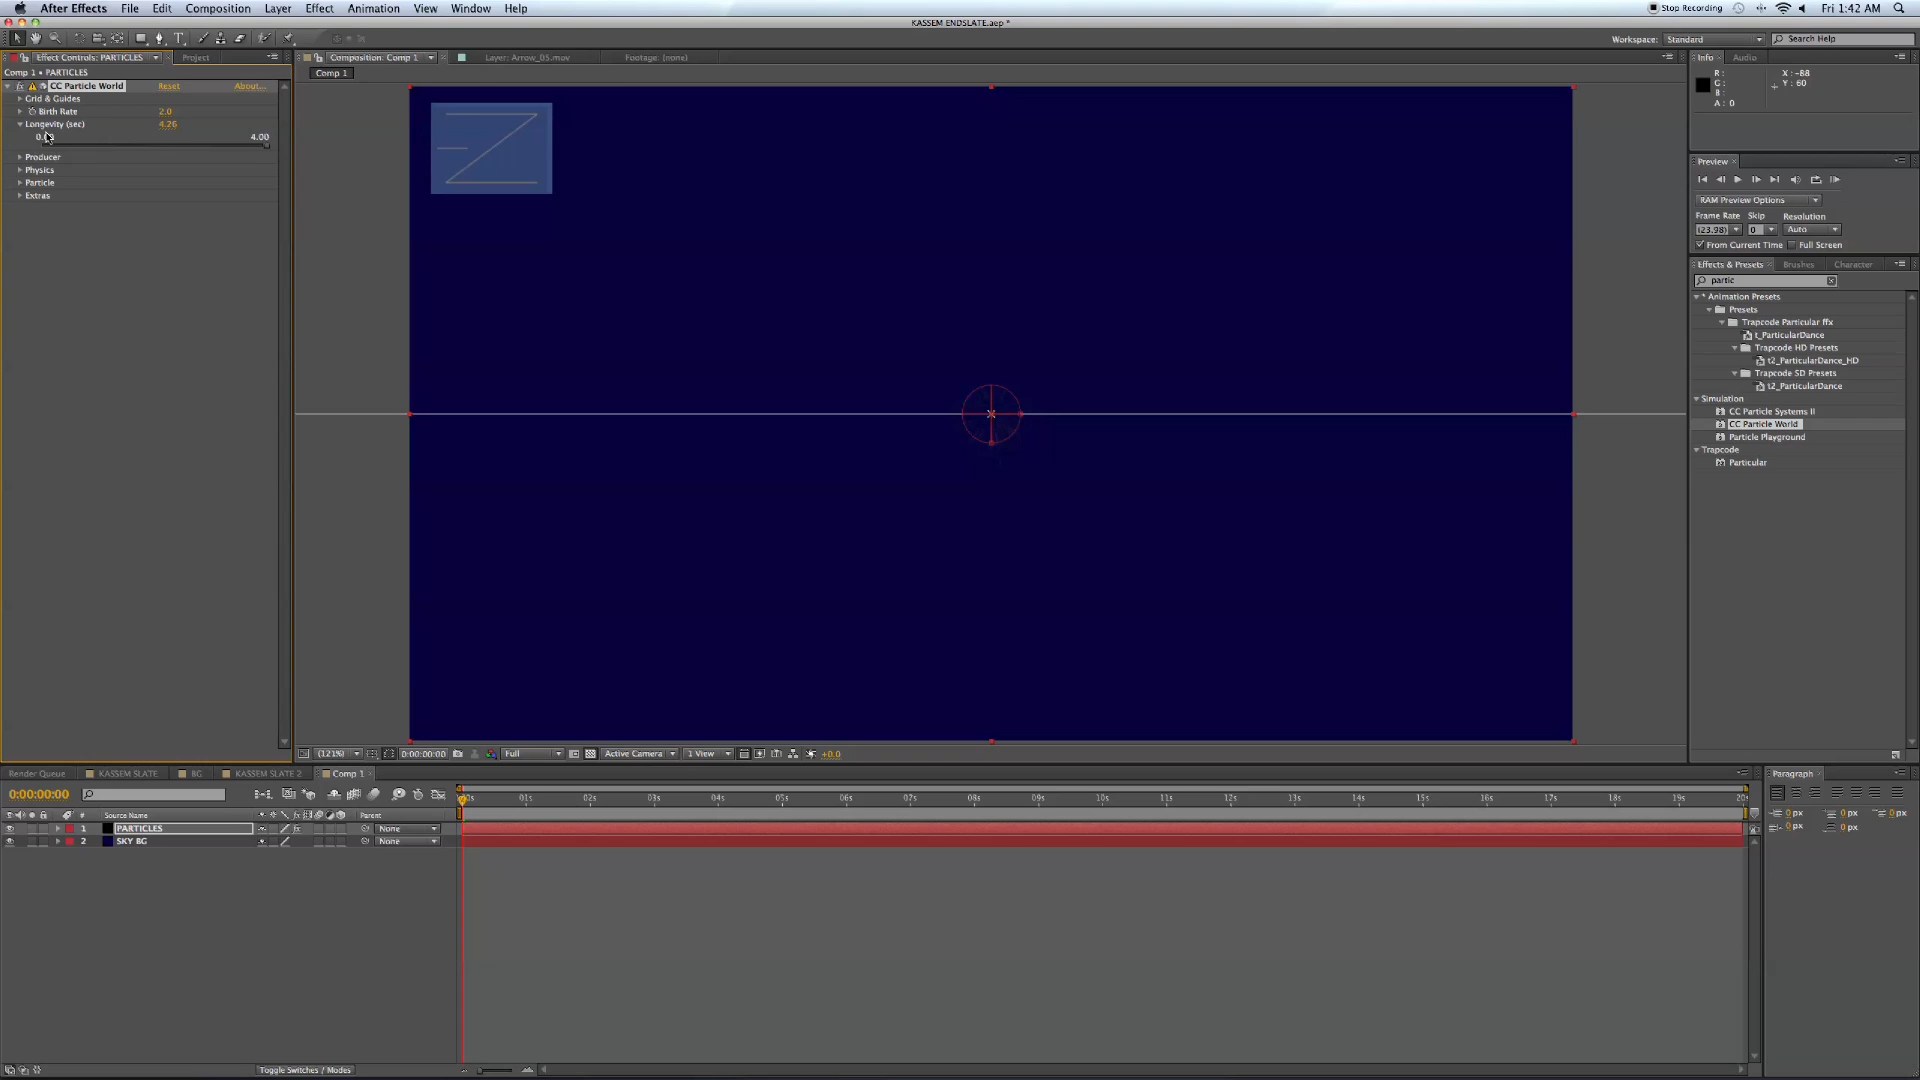 After Effects File Edit Composition Layer Effect Animation View Window Help Stop Recording Fri 1:42 AM
KASSEM ENDSLATE.aep *
Workspace: Standard Search Help
Effect Controls: PARTICLES Project Composition: Comp 1 Layer: Arrow_05.mov Footage: (none) Info Audio
Comp 1 • PARTICLES Comp 1
CC Particle World Reset About...
Grid & Guides
Birth Rate 2.0
Longevity (sec) 4.26
4.00
Producer
Physics
Particle
Extras
R:
G:
B:
A: 0
X: -88
Y: 60
Preview
RAM Preview Options
Frame Rate Skip Resolution
(23.98) 0 Auto
From Current Time Full Screen
Effects & Presets Brushes Character
partic
* Animation Presets
Presets
Trapcode Particular ffx
t_ParticularDance
Trapcode HD Presets
t2_ParticularDance_HD
Trapcode SD Presets
t2_ParticularDance
Simulation
CC Particle Systems II
CC Particle World
Particle Playground
Trapcode
Particular
(121%) 0:00:00:00 Full Active Camera 1 View +0.0
Render Queue KASSEM SLATE BG KASSEM SLATE 2 Comp 1 Paragraph
0:00:00:00 01s 02s 03s 04s 05s 06s 07s 08s 09s 10s 11s 12s 13s 14s 15s 16s 17s 18s 19s
# Source Name Parent
1 PARTICLES None
2 SKY BG None
0 px 0 px 0 px
0 px 0 px
Toggle Switches / Modes